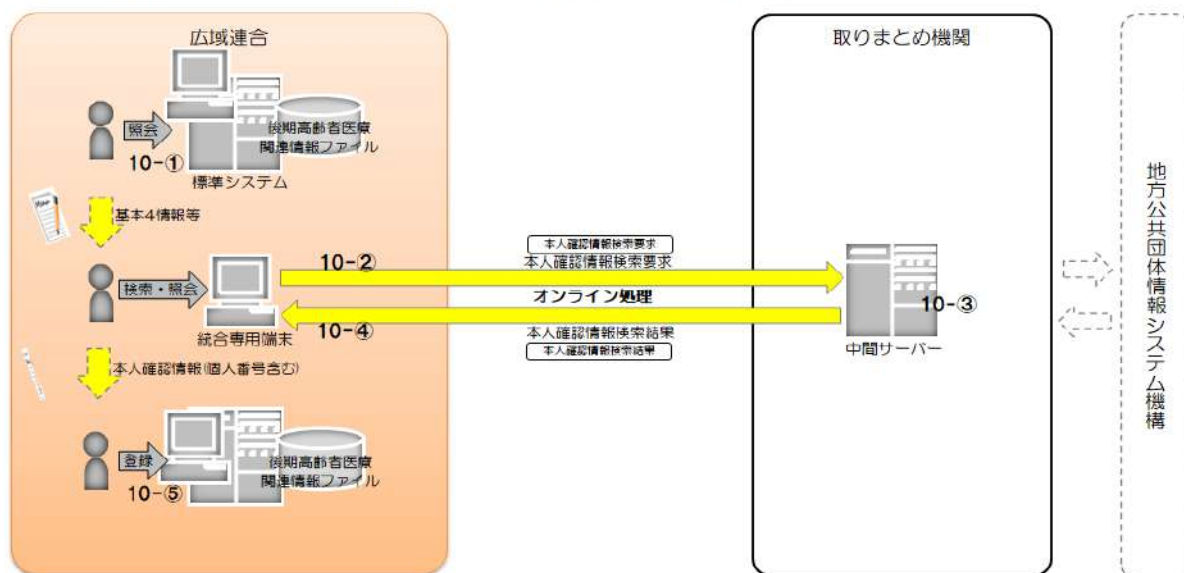 広域連合
照会
10-①
後期高齢者医療
関連情報ファイル
標準システム
基本4情報等
検索・照会
統合専用端末
本人確認情報(個人番号含む)
登録
10-⑤
後期高齢者医療
関連情報ファイル
本人確認情報検索要求
本人確認情報検索要求
10-②
オンライン処理
10-④
本人確認情報検索結果
本人確認情報検索結果
取りまとめ機関
10-③
中間サーバー
地方公共団体情報システム機構